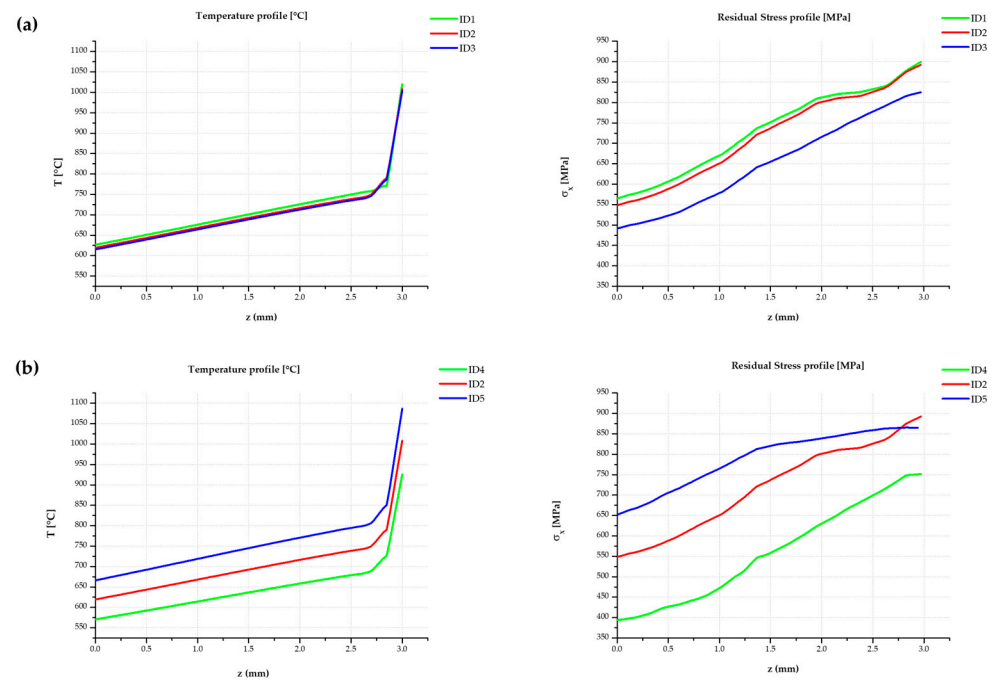 (a)
Temperature profile [°C]
ID1
ID2
ID3
1100
1050
1000
950
900
850
800
750
700
650
600
550
T [°C]
0.0 0.5 1.0 1.5 2.0 2.5 3.0
z (mm)
Residual Stress profile [MPa]
ID1
ID2
ID3
950
900
850
800
750
700
650
600
550
500
450
400
350
σx [MPa]
0.0 0.5 1.0 1.5 2.0 2.5 3.0
z (mm)
(b)
Temperature profile [°C]
ID4
ID2
ID5
1100
1050
1000
950
900
850
800
750
700
650
600
550
T [°C]
0.0 0.5 1.0 1.5 2.0 2.5 3.0
z (mm)
Residual Stress profile [MPa]
ID4
ID2
ID5
950
900
850
800
750
700
650
600
550
500
450
400
350
σx [MPa]
0.0 0.5 1.0 1.5 2.0 2.5 3.0
z (mm)